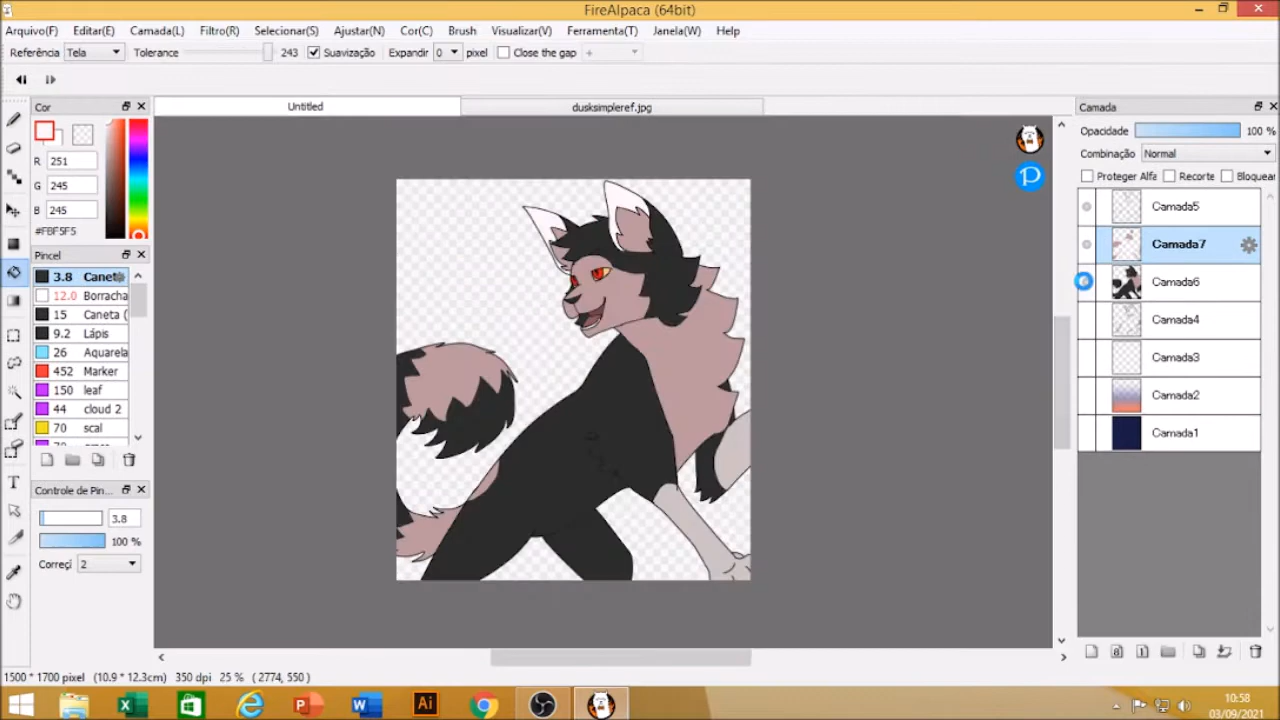 FireAlpaca (64bit)
Arquivo(F) Editar(E) Camada(L) Filtro(R) Selecionar(S) Ajustar(N) Cor(C) Brush Visualizar(V) Ferramenta(T) Janela(W) Help
Referência Tela Tolerance 243 Suavização Expandir 0 pixel Close the gap +
Cor Untitled dusksimpleref.jpg Camada
Opacidade 100 %
R 251
Combinação Normal
G 245
Proteger Alfa Recorte Bloquear
B 245
#FBF5F5
Camada5
Pincel
Camada7
3.8 Canet
Camada6
12.0 Borracha
15 Caneta (
Camada4
9.2 Lápis
26 Aquarela
Camada3
452 Marker
150 leaf
Camada2
44 cloud 2
70 scal
Camada1
Controle de Pin...
3.8
100 %
Correçi 2
1500 * 1700 pixel (10.9 * 12.3cm) 350 dpi 25 % ( 2774, 550 )
10:58
03/09/2021